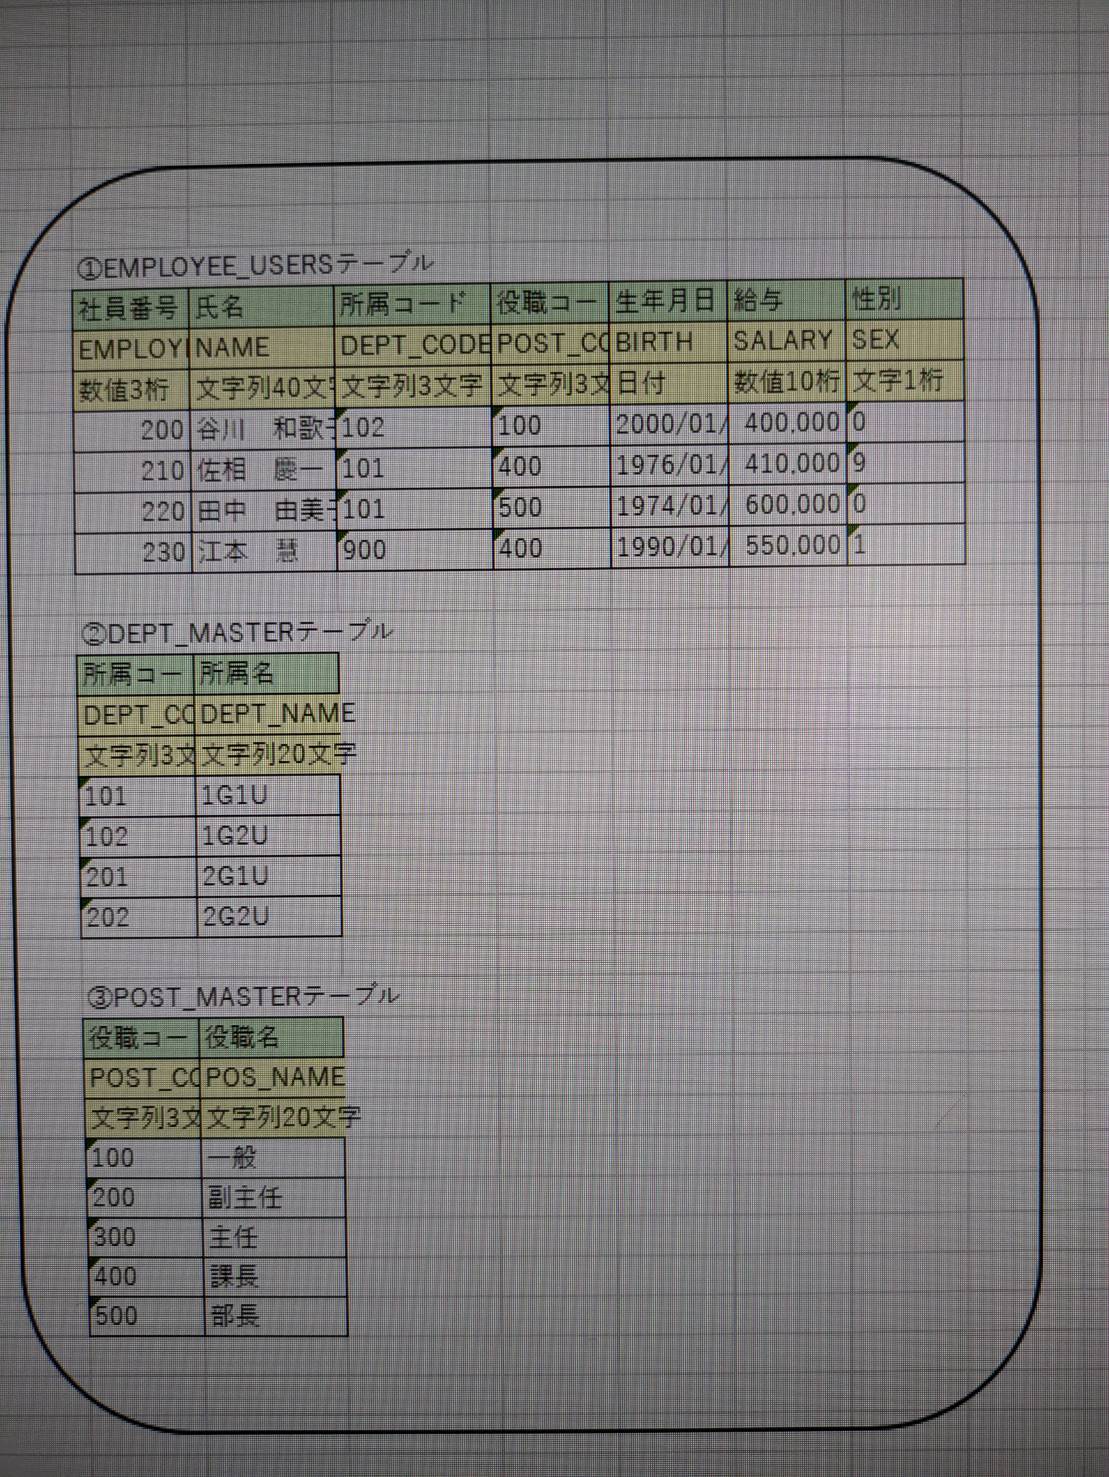 ①EMPLOYEE_USERSテーブル
社員番号 氏名 所属コード 役職コー 生年月日 給与 性別
EMPLOYI NAME DEPT_CODE POST_CO BIRTH SALARY SEX
数値3桁 文字列40文 文字列3文字 文字列3文 日付 数値10桁 文字1桁
200 谷川 和歌 102 100 2000/01/ 400,000 0
210 佐相 慶一 101 400 1976/01/ 410,000 9
220 田中 由美 101 500 1974/01/ 600,000 0
230 江本 慧 900 400 1990/01/ 550,000 1
②DEPT_MASTERテーブル
所属コー 所属名
DEPT_CO DEPT_NAME
文字列3文 文字列20文字
101 1G1U
102 1G2U
201 2G1U
202 2G2U
③POST_MASTERテーブル
役職コー 役職名
POST_CO POS_NAME
文字列3文 文字列20文字
100 一般
200 副主任
300 主任
400 課長
500 部長